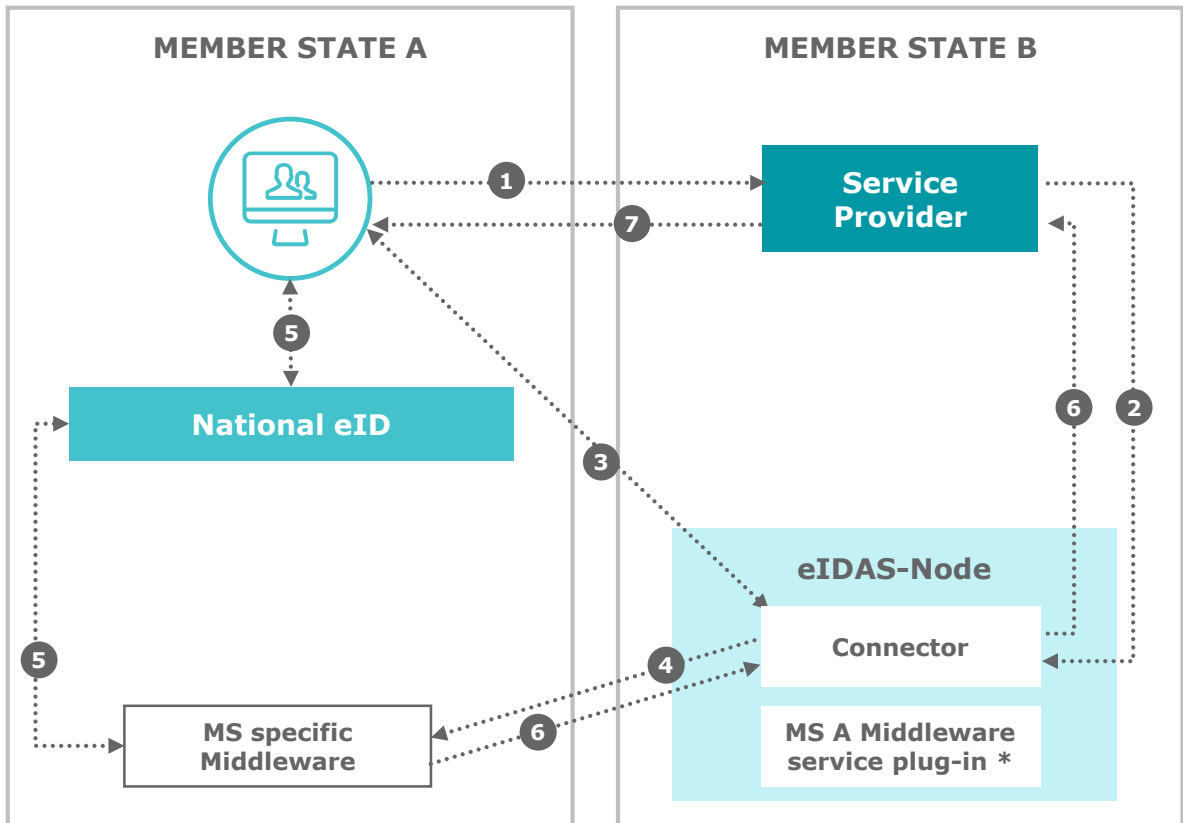 MEMBER STATE A
MEMBER STATE B
1
Service
Provider
7
5
National eID
6
2
3
eIDAS-Node
Connector
5
4
MS specific
Middleware
6
MS A Middleware
service plug-in *